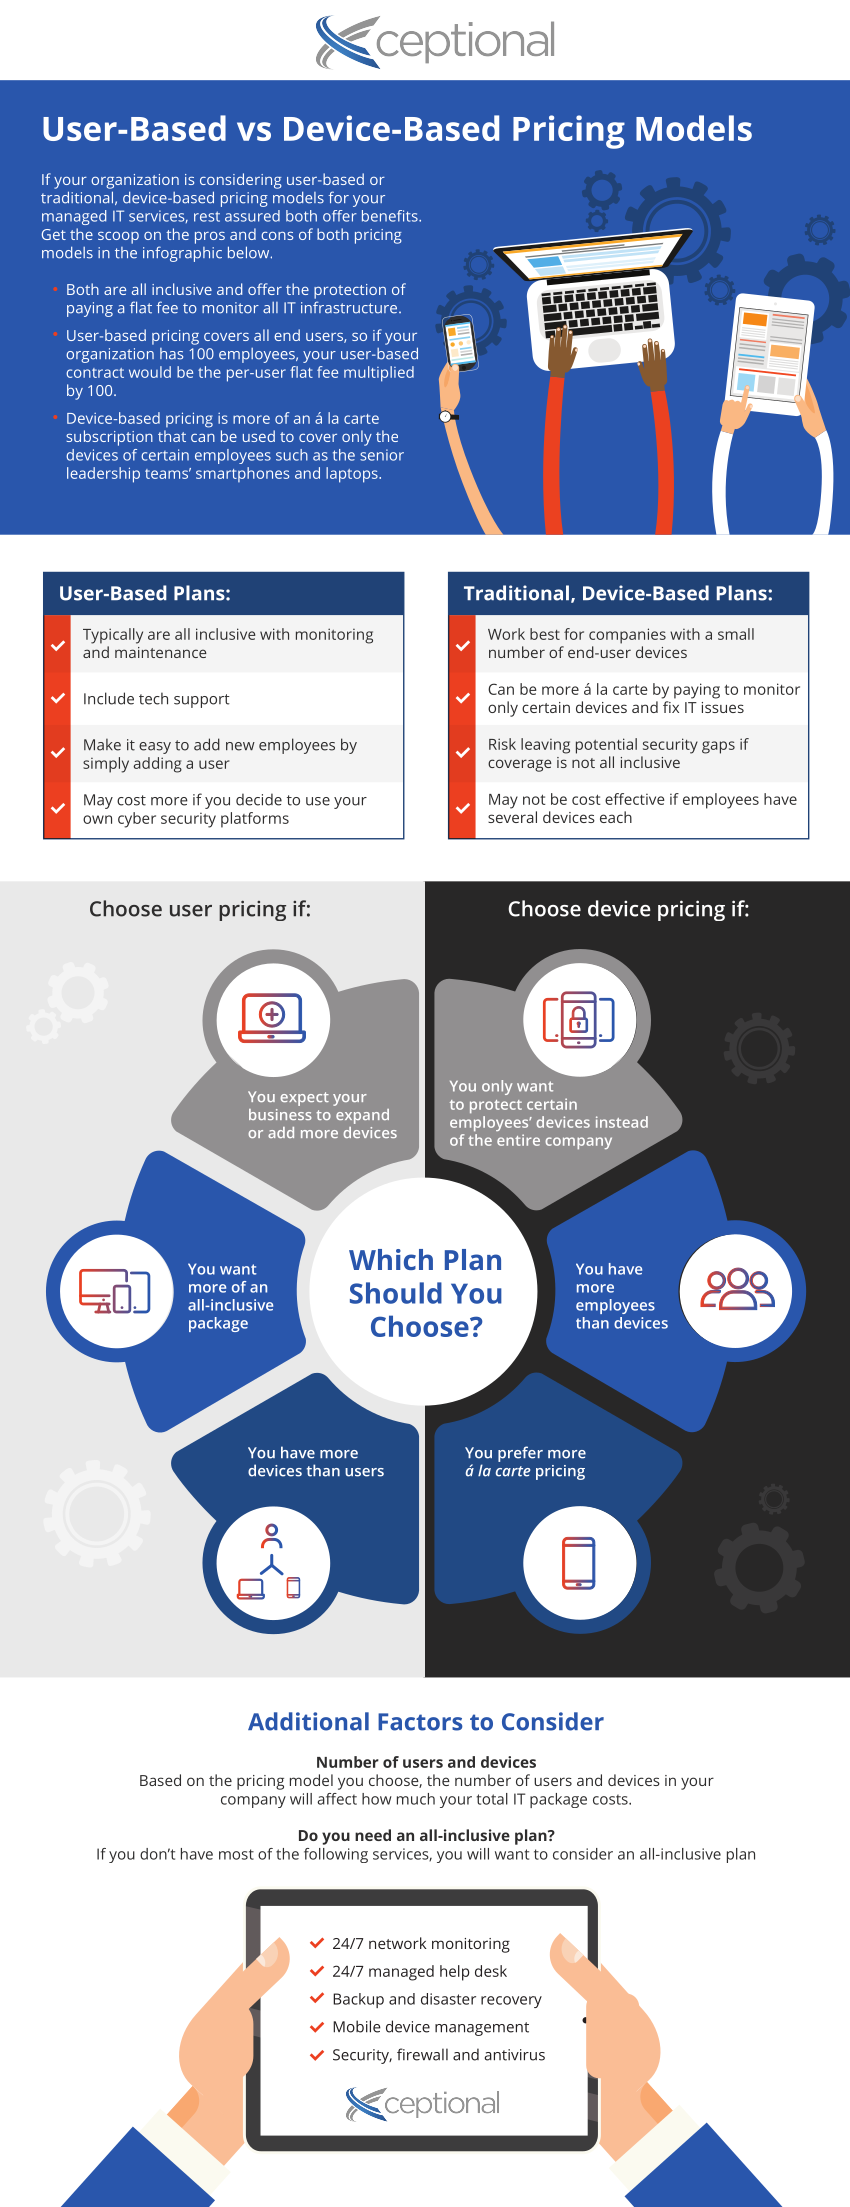 Xceptional
User-Based vs Device-Based Pricing Models
If your organization is considering user-based or
traditional, device-based pricing models for your
managed IT services, rest assured both offer benefits.
Get the scoop on the pros and cons of both pricing
models in the infographic below.
• Both are all inclusive and offer the protection of
paying a flat fee to monitor all IT infrastructure.
• User-based pricing covers all end users, so if your
organization has 100 employees, your user-based
contract would be the per-user flat fee multiplied
by 100.
• Device-based pricing is more of an á la carte
subscription that can be used to cover only the
devices of certain employees such as the senior
leadership teams’ smartphones and laptops.
User-Based Plans:
Typically are all inclusive with monitoring
and maintenance
Include tech support
Make it easy to add new employees by
simply adding a user
May cost more if you decide to use your
own cyber security platforms
Traditional, Device-Based Plans:
Work best for companies with a small
number of end-user devices
Can be more á la carte by paying to monitor
only certain devices and fix IT issues
Risk leaving potential security gaps if
coverage is not all inclusive
May not be cost effective if employees have
several devices each
Choose user pricing if:
Choose device pricing if:
You expect your
business to expand
or add more devices
You only want
to protect certain
employees’ devices instead
of the entire company
You want
more of an
all-inclusive
package
Which Plan
Should You
Choose?
You have
more
employees
than devices
You have more
devices than users
You prefer more
á la carte pricing
Additional Factors to Consider
Number of users and devices
Based on the pricing model you choose, the number of users and devices in your
company will affect how much your total IT package costs.
Do you need an all-inclusive plan?
If you don’t have most of the following services, you will want to consider an all-inclusive plan
24/7 network monitoring
24/7 managed help desk
Backup and disaster recovery
Mobile device management
Security, firewall and antivirus
Xceptional